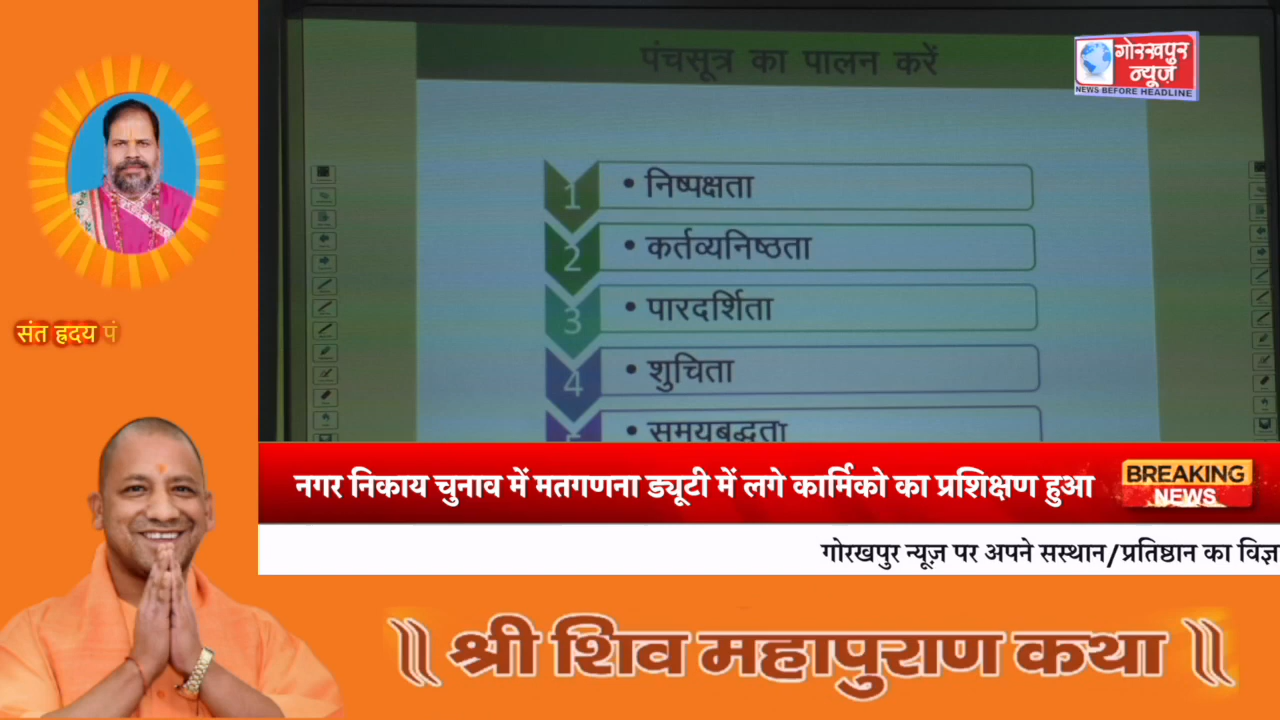 पंचसूत्र का पालन करें
गोरखपुर
न्यूज़
NEWS BEFORE HEADLINE
1 • निष्पक्षता
2 • कर्तव्यनिष्ठता
3 • पारदर्शिता
4 • शुचिता
• समयबद्धता
संत ह्रदय पं
नगर निकाय चुनाव में मतगणना ड्यूटी में लगे कार्मिको का प्रशिक्षण हुआ
BREAKING
NEWS
गोरखपुर न्यूज़ पर अपने सस्थान/प्रतिष्ठान का विज्ञ
॥ श्री शिव महापुराण कथा ॥